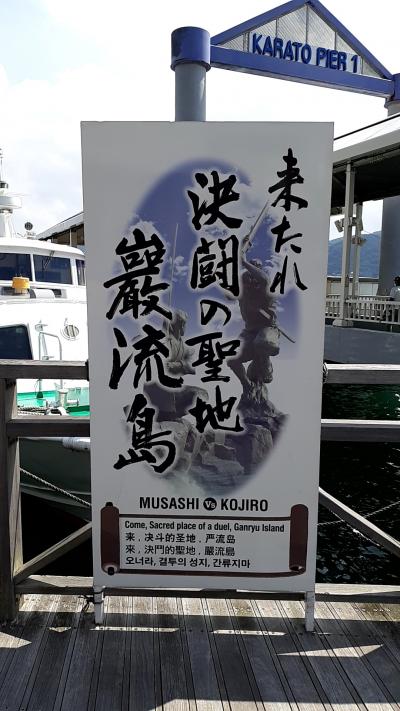 KARATO PIER 1
来たれ
決闘の聖地
巖流島
MUSASHI VS KOJIRO
Come, Sacred place of a duel, Ganryu Island
来，决斗的圣地，严流岛
來，決鬥的聖地，嚴流島
오너라, 결투의 성지, 간류지마